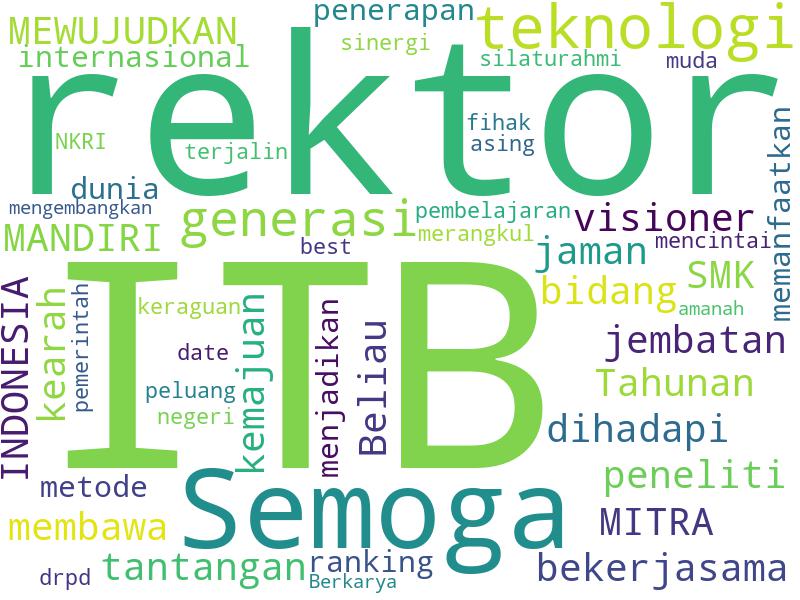 penerapan
teknologi
MEWUJUDKAN
sinergi
internasional
silaturahmi
muda
rektor
NKRI
terjalin
fihak
asing
memanfaatkan
dunia
mengembangkan
generasi
pembelajaran
visioner
MANDIRI
merangkul
mencintai
best
jaman
ITB
SMK
bidang
INDONESIA
kearah
pemerintah
keraguan
kemajuan
menjadikan
Beliau
amanah
jembatan
date
peluang
Tahunan
negeri
dihadapi
metode
Semoga
peneliti
membawa
MITRA
tantangan
ranking
bekerjasama
drpd
Berkarya